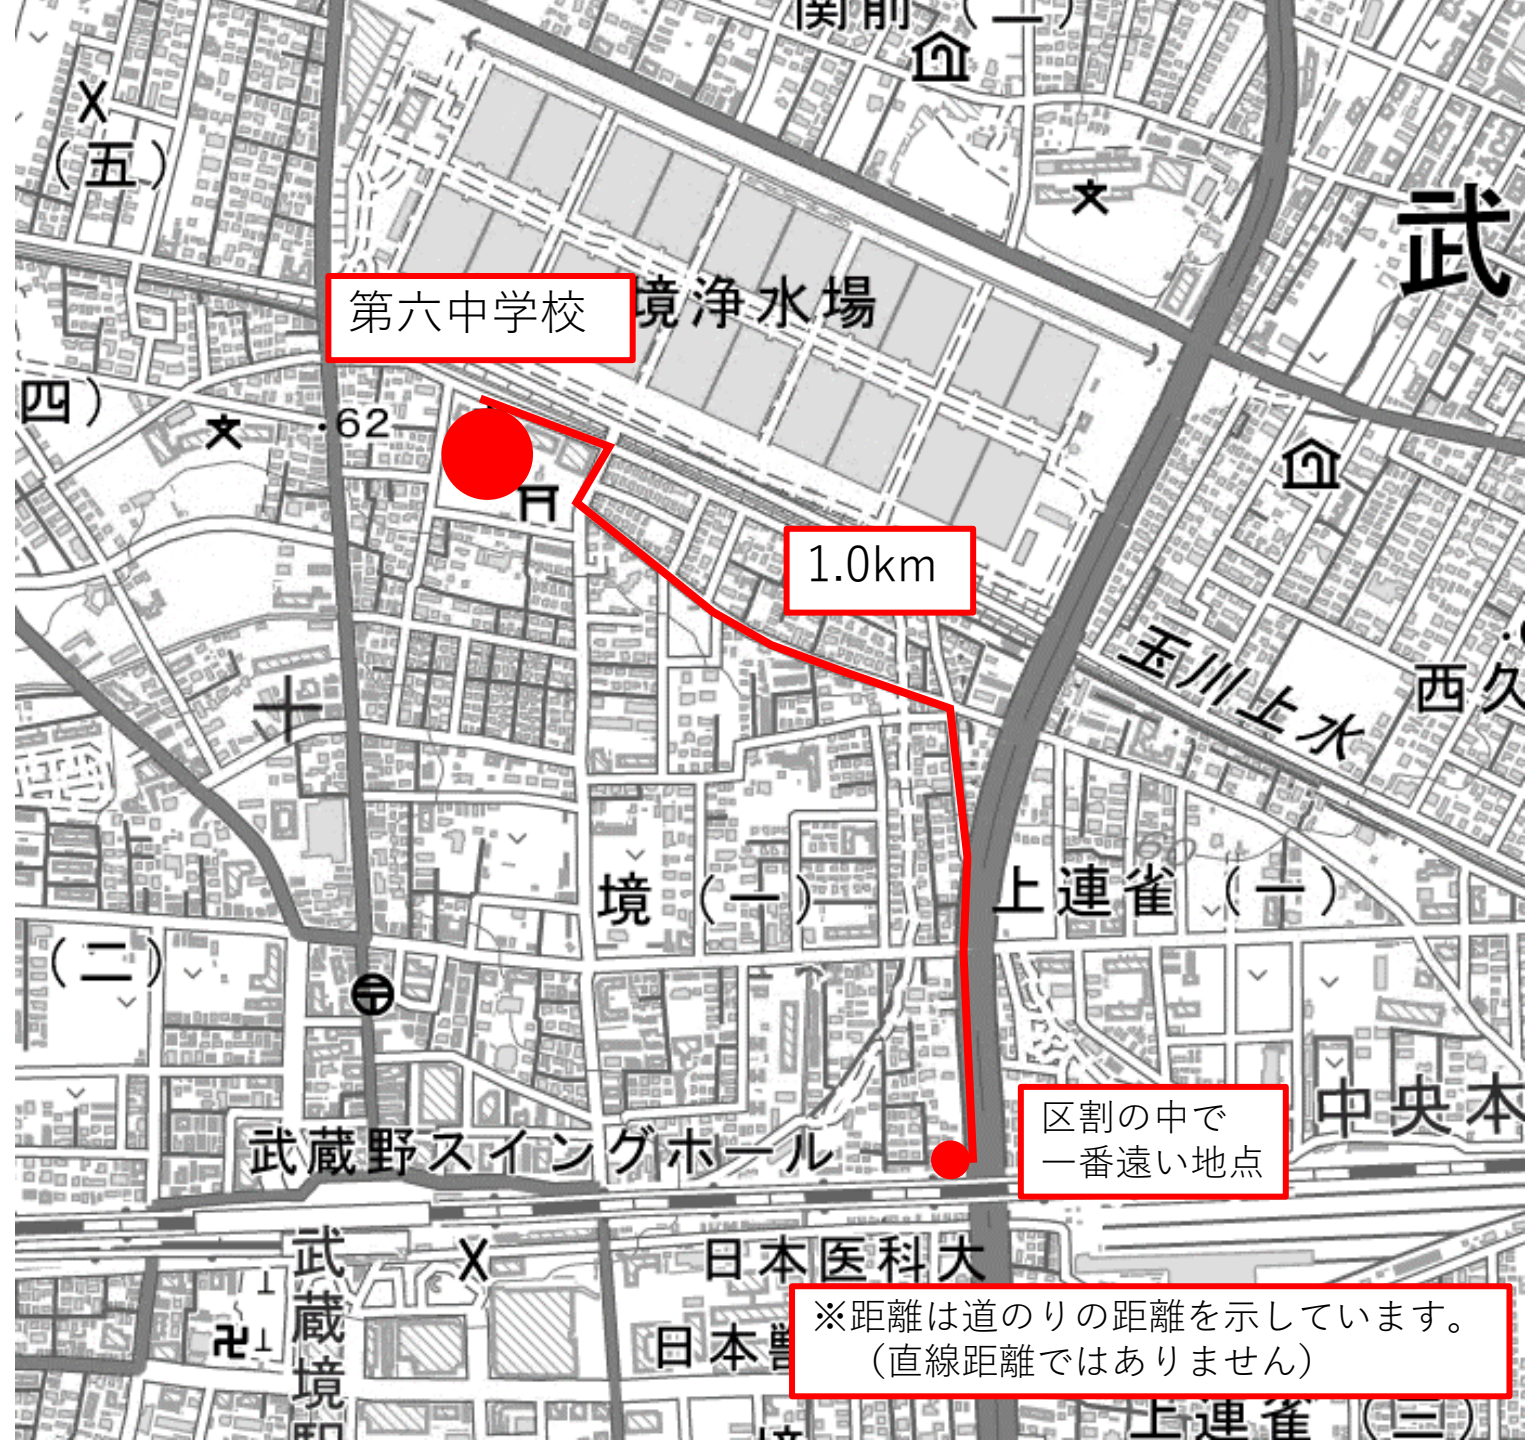 関前（二）
（五）
武
第六中学校
境浄水場
四）
62
1.0km
玉川上水
西久
境（一）
上連雀（一）
（二）
区割の中で
一番遠い地点
中央本
武蔵野スイングホール
日本医科大
武蔵境駅
※距離は道のりの距離を示しています。
（直線距離ではありません）
日本獣
上連雀（三）
境